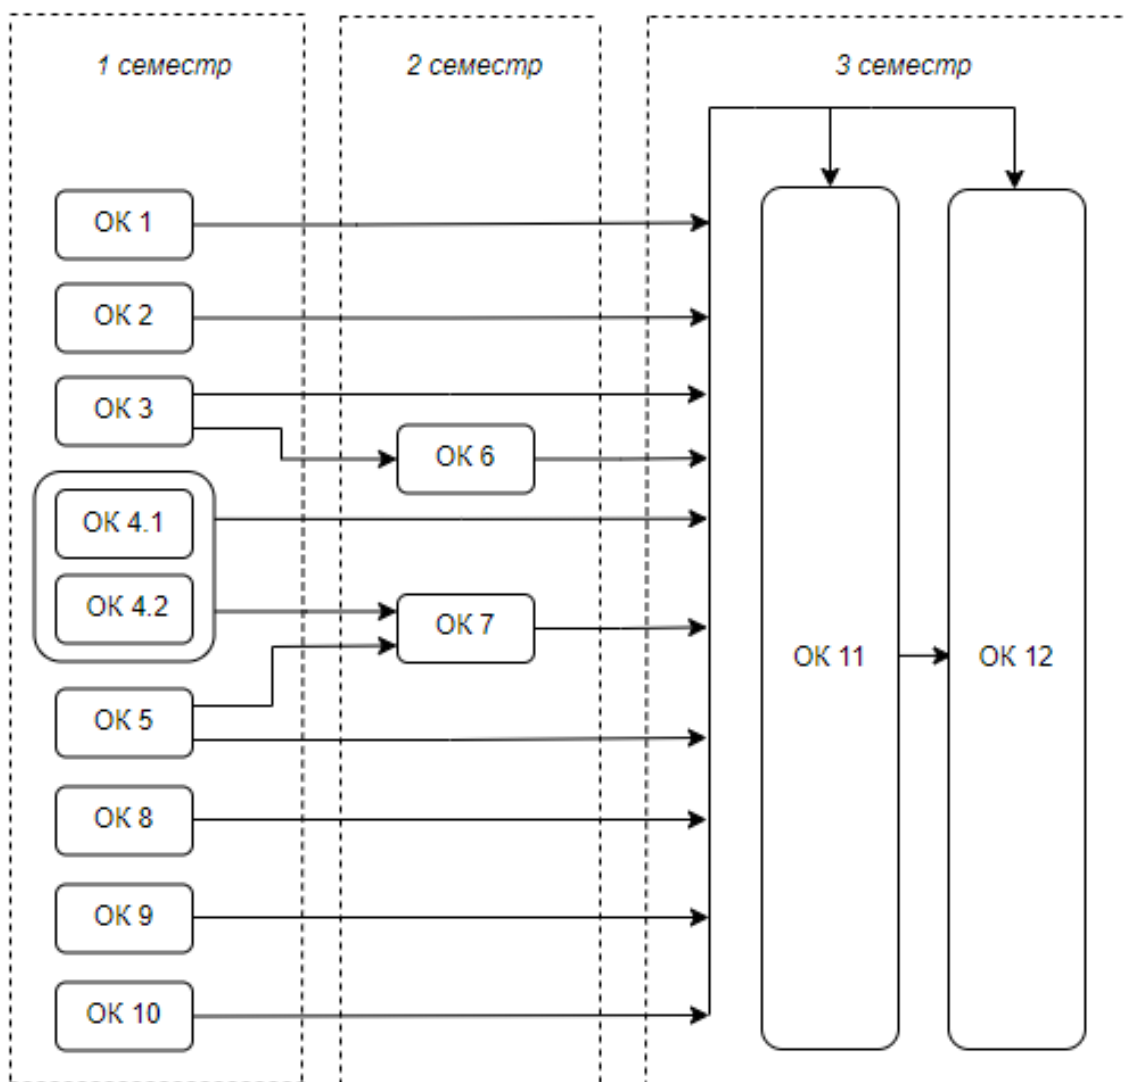 1 семестр
2 семестр
3 семестр
ОК 1
ОК 2
ОК 3
ОК 6
ОК 4.1
ОК 4.2
ОК 7
ОК 11
ОК 12
ОК 5
ОК 8
ОК 9
ОК 10